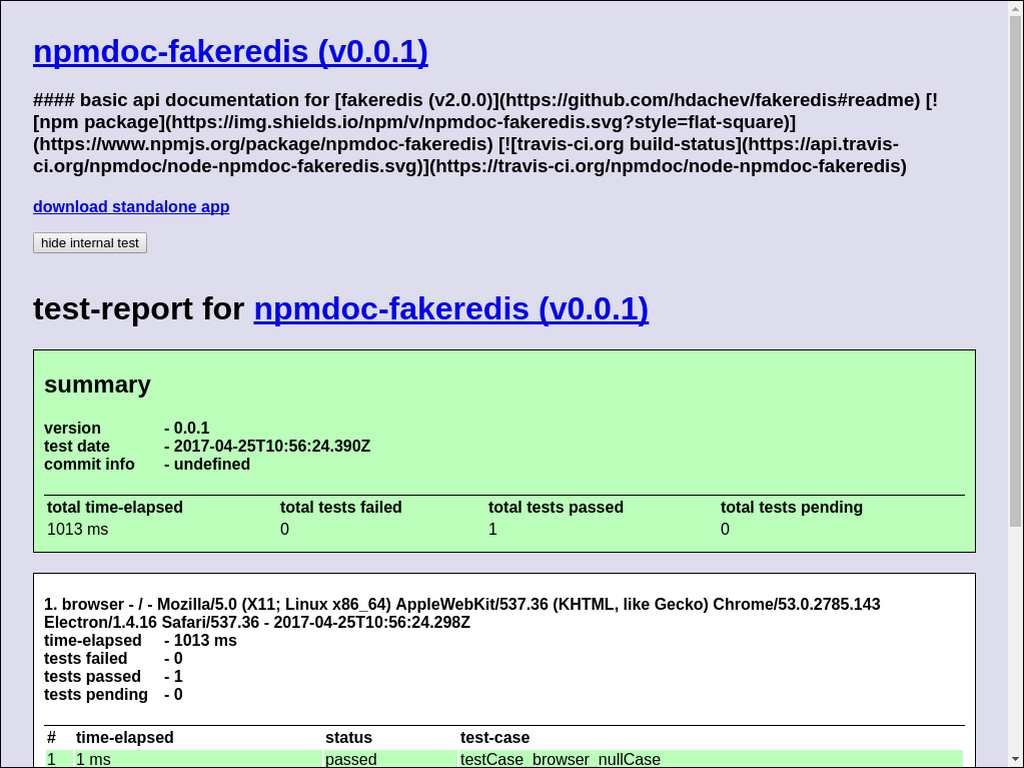 npmdoc-fakeredis (v0.0.1)
#### basic api documentation for [fakeredis (v2.0.0)](https://github.com/hdachev/fakeredis#readme) [!
[npm package](https://img.shields.io/npm/v/npmdoc-fakeredis.svg?style=flat-square)]
(https://www.npmjs.org/package/npmdoc-fakeredis) [![travis-ci.org build-status](https://api.travis-
ci.org/npmdoc/node-npmdoc-fakeredis.svg)](https://travis-ci.org/npmdoc/node-npmdoc-fakeredis)
download standalone app
hide internal test
test-report for npmdoc-fakeredis (v0.0.1)
summary
version - 0.0.1
test date - 2017-04-25T10:56:24.390Z
commit info - undefined
total time-elapsed total tests failed total tests passed total tests pending
1013 ms 0 1 0
1. browser - / - Mozilla/5.0 (X11; Linux x86_64) AppleWebKit/537.36 (KHTML, like Gecko) Chrome/53.0.2785.143
Electron/1.4.16 Safari/537.36 - 2017-04-25T10:56:24.298Z
time-elapsed - 1013 ms
tests failed - 0
tests passed - 1
tests pending - 0
# time-elapsed status test-case
1 1 ms passed testCase_browser_nullCase